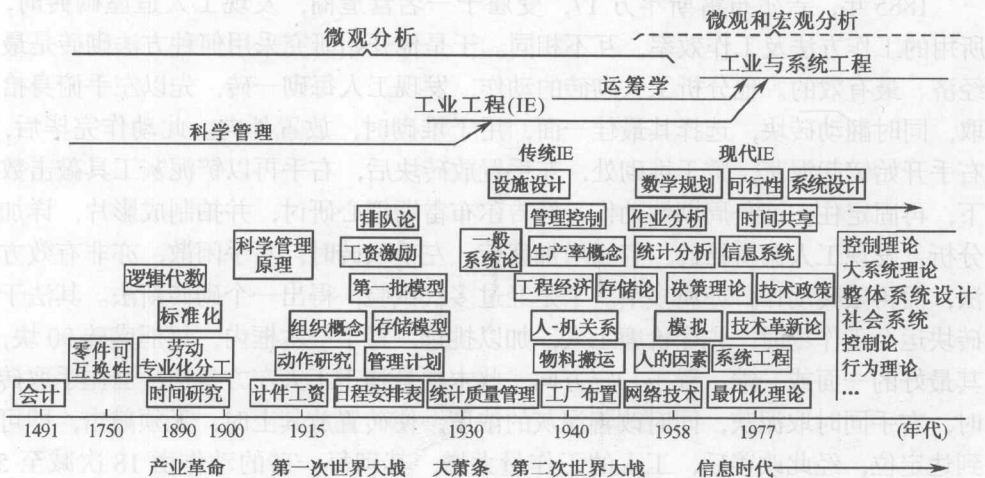 微观和宏观分析
微观分析
工业与系统工程
运筹学
工业工程(IE)
科学管理
传统IE 现代IE
设施设计 数学规划 可行性 系统设计
排队论 管理控制 作业分析 时间共享
科学管理原理 工资激励 一般系统论 生产率概念 统计分析 信息系统 控制理论
逻辑代数 第一批模型 工程经济 存储论 决策理论 技术政策 大系统理论
整体系统设计
标准化 组织概念 存储模型 人-机关系 模拟 技术革新论 社会系统
控制论
零件可互换性 劳动专业化分工 动作研究 管理计划 物料搬运 人的因素 系统工程 行为理论
会计 时间研究 计件工资 日程安排表 统计质量管理 工厂布置 网络技术 最优化理论 …
1491 1750 1890 1900 1915 1930 1940 1958 1977 (年代)
产业革命 第一次世界大战 大萧条 第二次世界大战 信息时代